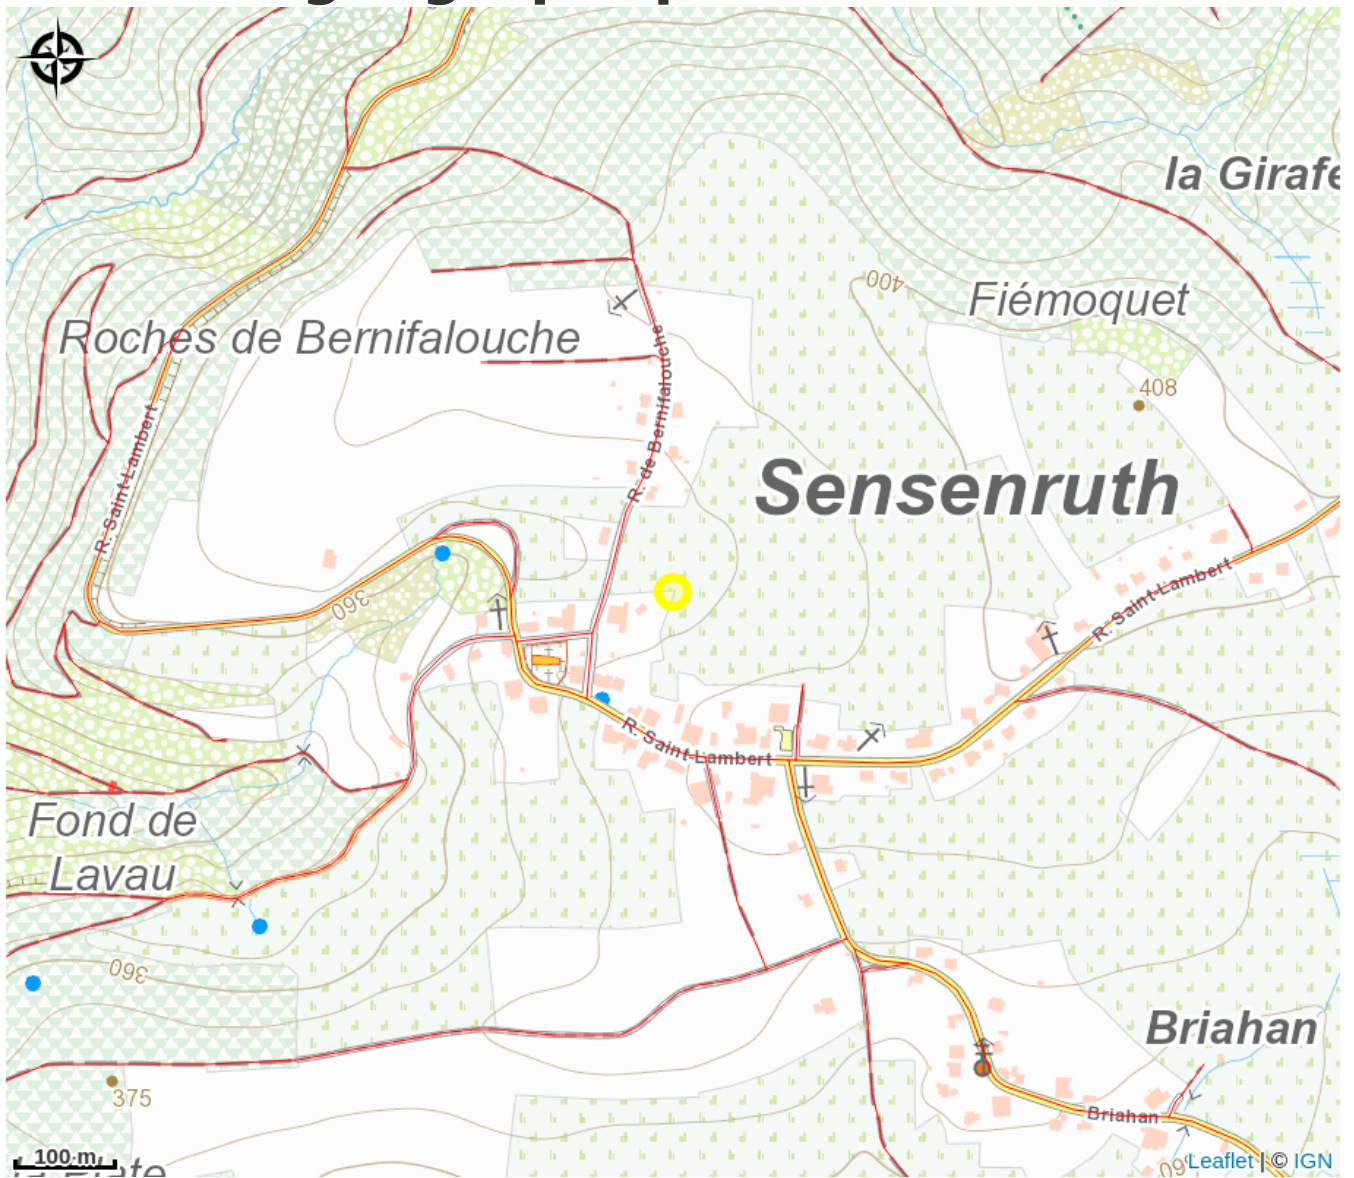 la Girafe
400
Fiémoquet
Roches de Bernifalouche
408
R. de Bernifalouche
R. Saint-Lambert
Sensenruth
360
R. Saint-Lambert
R. Saint-Lambert
Fond de
Lavau
360
Briahan
375
Briahan
100 m
360
Leaflet | © IGN